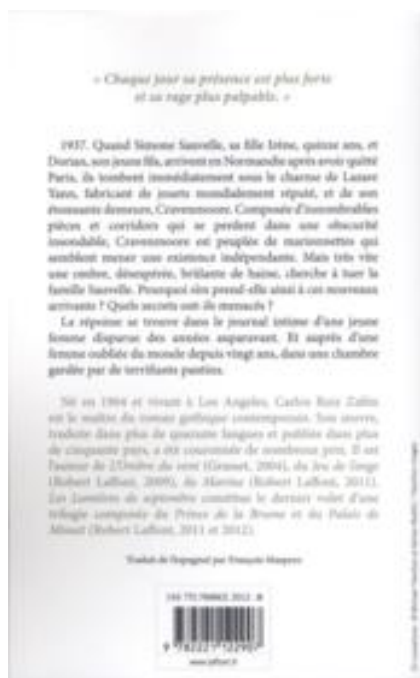 « Chaque jour sa présence est plus forte
et sa rage plus palpable. »
1937. Quand Simone Sauvelle, sa fille Irène, quinze ans, et
Dorian, son jeune fils, arrivent en Normandie après avoir quitté
Paris, ils tombent immédiatement sous le charme de Lazarus
Jann, fabricant de jouets mondialement réputé, et de son
étonnante demeure, Cravenmoore. Composée d'innombrables
pièces et corridors qui se perdent dans une obscurité
insondable, Cravenmoore est peuplée de marionnettes qui
semblent mener une existence indépendante. Mais très vite
une ombre, désespérée, brûlante de haine, cherche à tuer la
famille Sauvelle. Pourquoi s'en prend-elle ainsi à ces nouveaux
arrivants ? Quels secrets ont-ils menacés ?
La réponse se trouve dans le journal intime d'une jeune
femme disparue des années auparavant. Et auprès d'une
femme oubliée du monde depuis vingt ans, dans une chambre
gardée par de terrifiants pantins.
Né en 1964 et vivant à Los Angeles, Carlos Ruiz Zafón
est le maître du roman gothique contemporain. Son œuvre,
traduite dans plus de quarante langues et publiée dans plus
de cinquante pays, a été couronnée de nombreux prix. Il est
l'auteur de L'Ombre du vent (Grasset, 2004), du Jeu de l'ange
(Robert Laffont, 2009), de Marina (Robert Laffont, 2011).
Les Lumières de septembre constitue le dernier volet d'une
trilogie composée du Prince de la Brume et du Palais de
Minuit (Robert Laffont, 2011 et 2012).
Traduit de l'espagnol par François Maspero
9 782221 122907
www.laffont.fr